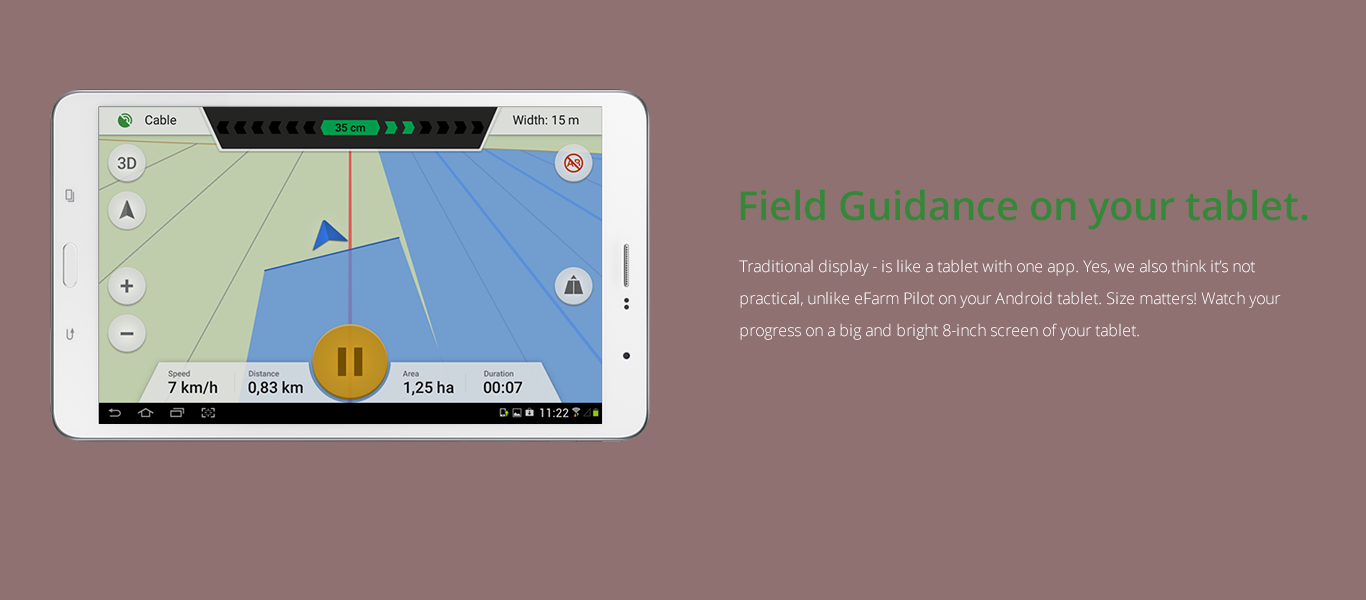 Cable
35 cm
Width: 15 m
3D
AB
Field Guidance on your tablet.
Traditional display - is like a tablet with one app. Yes, we also think it's not
practical, unlike eFarm Pilot on your Android tablet. Size matters! Watch your
progress on a big and bright 8-inch screen of your tablet.
Speed
7 km/h
Distance
0,83 km
Area
1,25 ha
Duration
00:07
11:22